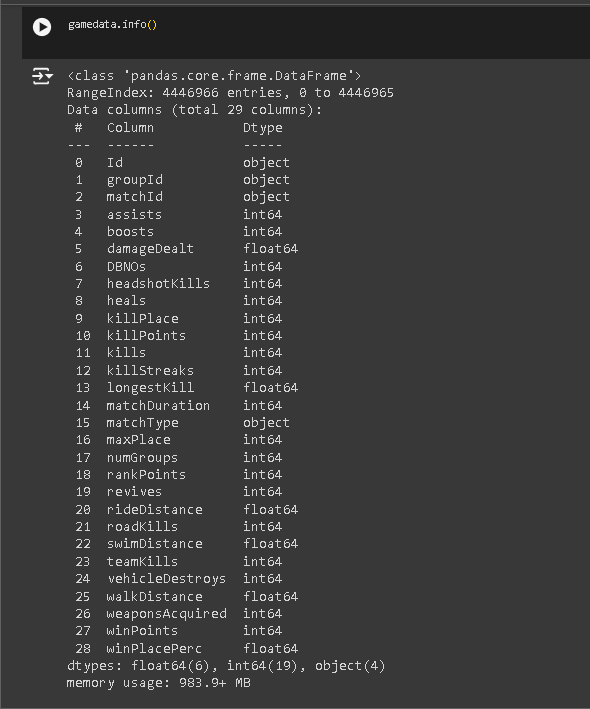 gamedata.info()
<class 'pandas.core.frame.DataFrame'>
RangeIndex: 4446966 entries, 0 to 4446965
Data columns (total 29 columns):
 #   Column           Dtype
---  ------           -----
 0   Id               object
 1   groupId          object
 2   matchId          object
 3   assists          int64
 4   boosts           int64
 5   damageDealt      float64
 6   DBNOs            int64
 7   headshotKills    int64
 8   heals            int64
 9   killPlace        int64
 10  killPoints       int64
 11  kills            int64
 12  killStreaks      int64
 13  longestKill      float64
 14  matchDuration    int64
 15  matchType        object
 16  maxPlace         int64
 17  numGroups        int64
 18  rankPoints       int64
 19  revives          int64
 20  rideDistance     float64
 21  roadKills        int64
 22  swimDistance     float64
 23  teamKills        int64
 24  vehicleDestroys  int64
 25  walkDistance     float64
 26  weaponsAcquired  int64
 27  winPoints        int64
 28  winPlacePerc     float64
dtypes: float64(6), int64(19), object(4)
memory usage: 983.9+ MB